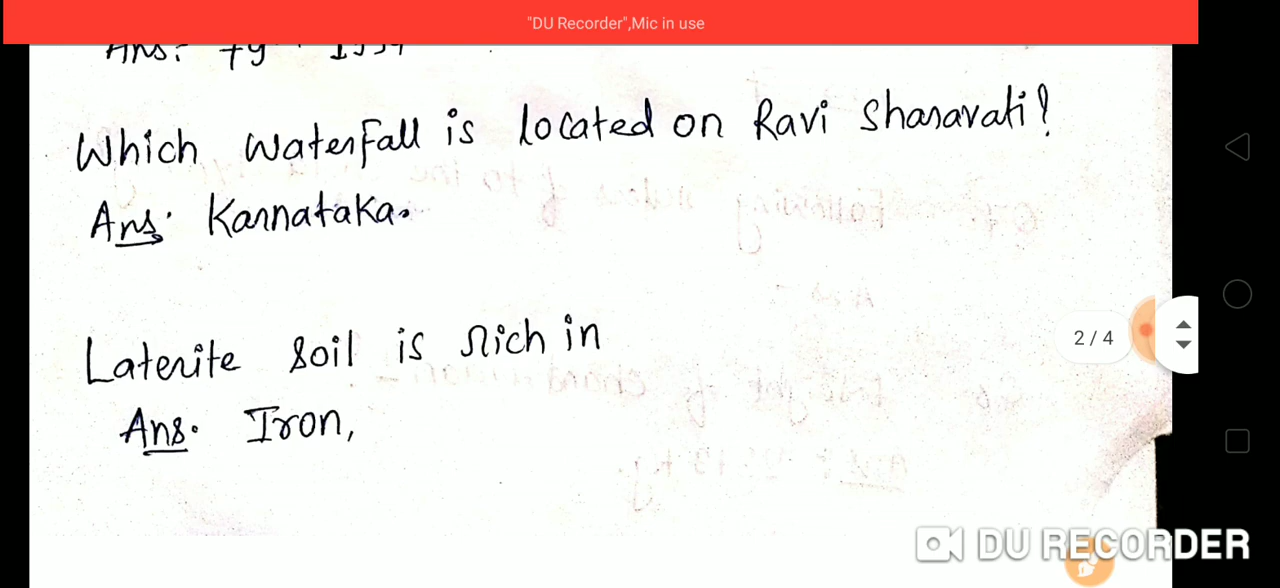 "DU Recorder",Mic in use
Ans:
Which Waterfall is located on Ravi Sharavati?
Ans. Karnataka.
Laterite Soil is rich in
2 / 4
Ans. Iron,
DU RECORDER